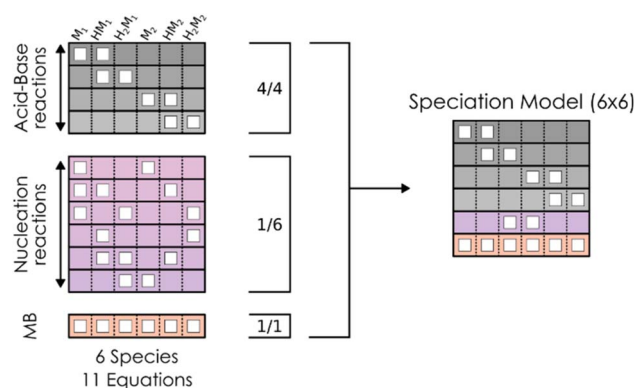 M₁ HM₁ H₂M₁ M₂ HM₂ H₂M₂
Acid-Base
reactions
4/4
Nucleation
reactions
1/6
MB
1/1
6 Species
11 Equations
Speciation Model (6x6)